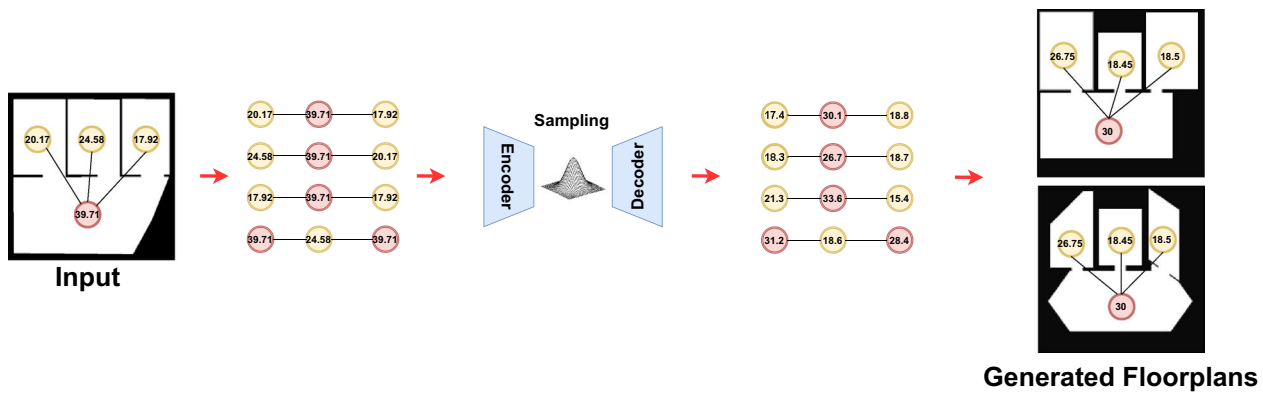 20.17
24.58
17.92
39.71
Input
20.17 39.71 17.92
24.58 39.71 20.17
17.92 39.71 17.92
39.71 24.58 39.71
Encoder
Sampling
Decoder
17.4 30.1 18.8
18.3 26.7 18.7
21.3 33.6 15.4
31.2 18.6 28.4
26.75
18.45
18.5
30
26.75
18.45
18.5
30
Generated Floorplans